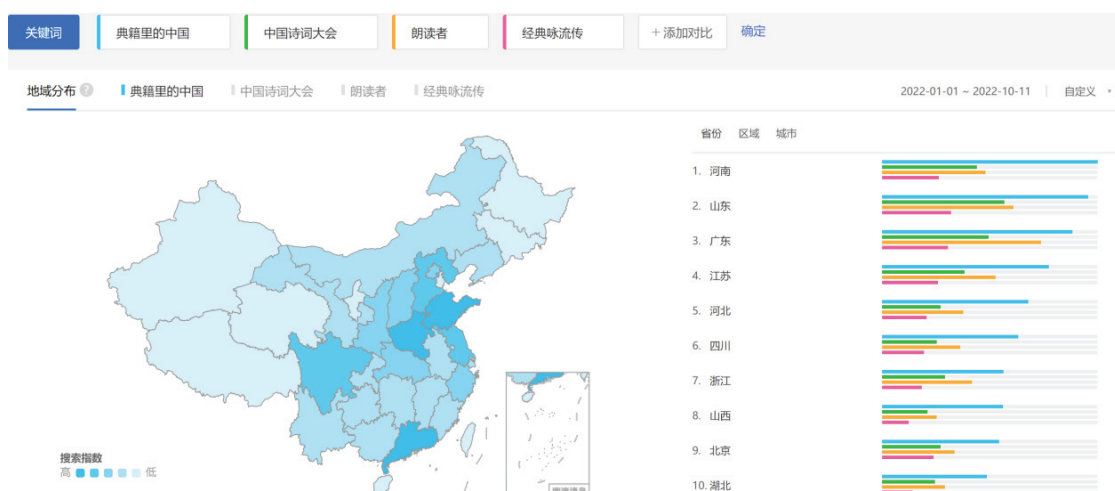 关键词 典籍里的中国 中国诗词大会 朗读者 经典咏流传 +添加对比 确定
地域分布 ? 典籍里的中国 中国诗词大会 朗读者 经典咏流传 2022-01-01 ~ 2022-10-11 自定义
省份 区域 城市
1. 河南
2. 山东
3. 广东
4. 江苏
5. 河北
6. 四川
7. 浙江
8. 山西
9. 北京
10. 湖北
搜索指数
高 低